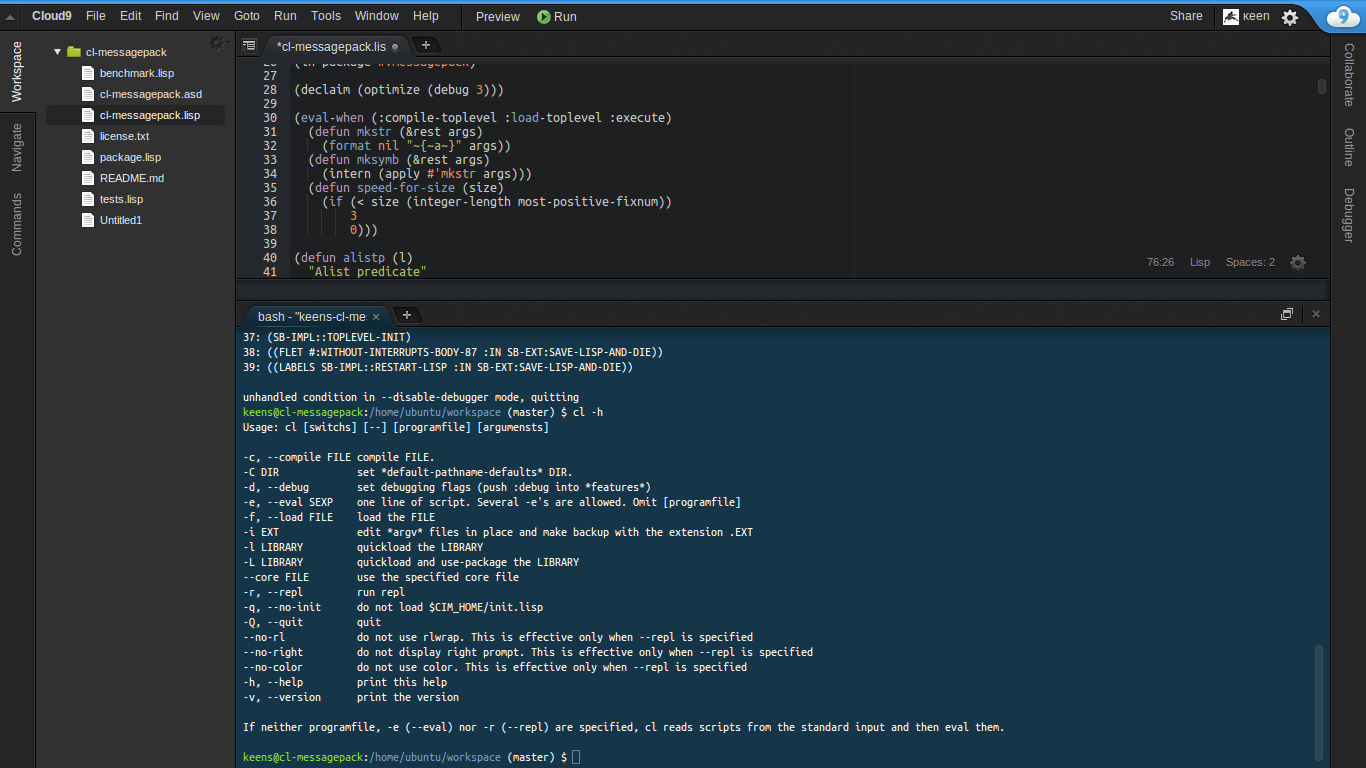 Cloud9 File Edit Find View Goto Run Tools Window Help Preview Run Share кeen 9
Workspace
Navigate
Commands
cl-messagepack
benchmark.lisp
cl-messagepack.asd
cl-messagepack.lisp
license.txt
package.lisp
README.md
tests.lisp
Untitled1
*cl-messagepack.lis
27
28 (declaim (optimize (debug 3)))
29
30 (eval-when (:compile-toplevel :load-toplevel :execute)
31 (defun mkstr (&rest args)
32 (format nil "~{~a~}" args))
33 (defun mksymb (&rest args)
34 (intern (apply #'mkstr args)))
35 (defun speed-for-size (size)
36 (if (< size (integer-length most-positive-fixnum))
37 3
38 0)))
39
40 (defun alistp (l)
41 "Alist predicate"
76:26 Lisp Spaces: 2
bash - "keens-cl-me
37: (SB-IMPL::TOPLEVEL-INIT)
38: ((FLET #:WITHOUT-INTERRUPTS-BODY-87 :IN SB-EXT:SAVE-LISP-AND-DIE))
39: ((LABELS SB-IMPL::RESTART-LISP :IN SB-EXT:SAVE-LISP-AND-DIE))
unhandled condition in --disable-debugger mode, quitting
keens@cl-messagepack:/home/ubuntu/workspace (master) $ cl -h
Usage: cl [switchs] [--] [programfile] [argumensts]
-c, --compile FILE compile FILE.
-C DIR set *default-pathname-defaults* DIR.
-d, --debug set debugging flags (push :debug into *features*)
-e, --eval SEXP one line of script. Several -e's are allowed. Omit [programfile]
-f, --load FILE load the FILE
-i EXT edit *argv* files in place and make backup with the extension .EXT
-l LIBRARY quickload the LIBRARY
-L LIBRARY quickload and use-package the LIBRARY
--core FILE use the specified core file
-r, --repl run repl
-q, --no-init do not load $CIM_HOME/init.lisp
-Q, --quit quit
--no-rl do not use rlwrap. This is effective only when --repl is specified
--no-right do not display right prompt. This is effective only when --repl is specified
--no-color do not use color. This is effective only when --repl is specified
-h, --help print this help
-v, --version print the version
If neither programfile, -e (--eval) nor -r (--repl) are specified, cl reads scripts from the standard input and then eval them.
keens@cl-messagepack:/home/ubuntu/workspace (master) $
Collaborate
Outline
Debugger